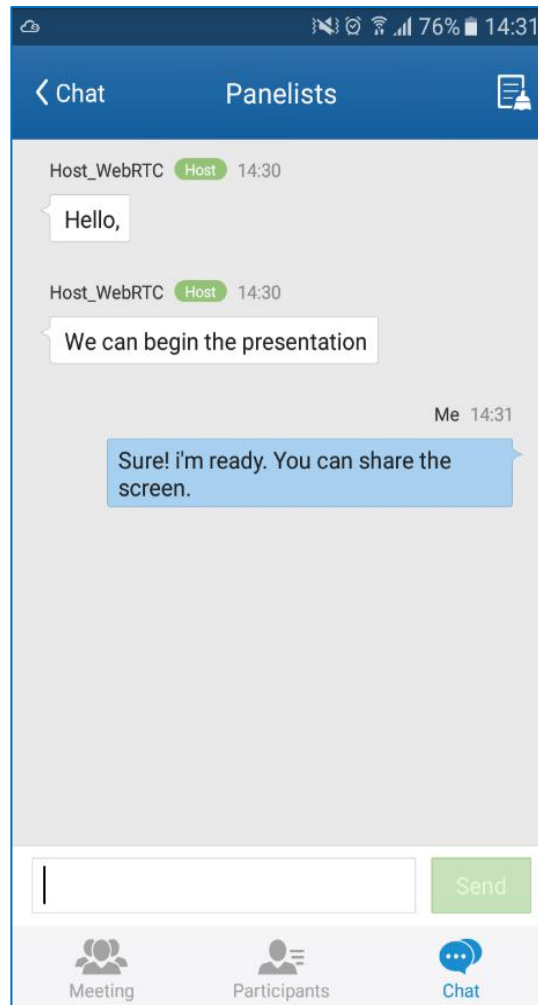 76% 14:31
Chat Panelists
Host_WebRTC Host 14:30
Hello,
Host_WebRTC Host 14:30
We can begin the presentation
Me 14:31
Sure! i'm ready. You can share the
screen.
Send
Meeting Participants Chat